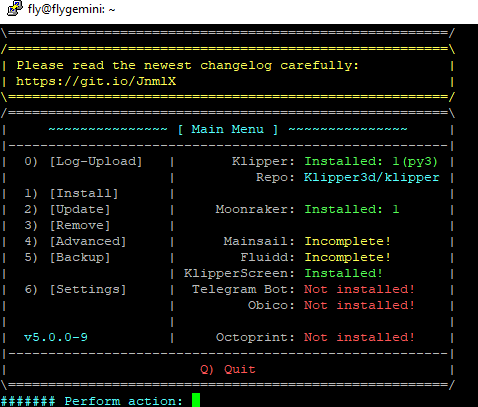 fly@flygemini: ~
\=======================================================/
/=======================================================\
| Please read the newest changelog carefully:           |
| https://git.io/JnmlX                                  |
\=======================================================/
/=======================================================\
|     ~~~~~~~~~~~~~~~ [ Main Menu ] ~~~~~~~~~~~~~~~     |
|-------------------------------------------------------|
|  0) [Log-Upload]   |       Klipper: Installed: 1(py3) |
|                    |          Repo: Klipper3d/klipper |
|  1) [Install]      |                                  |
|  2) [Update]       |     Moonraker: Installed: 1      |
|  3) [Remove]       |                                  |
|  4) [Advanced]     |      Mainsail: Incomplete!       |
|  5) [Backup]       |        Fluidd: Incomplete!       |
|                    | KlipperScreen: Installed!        |
|  6) [Settings]     |  Telegram Bot: Not installed!    |
|                    |         Obico: Not installed!    |
|                    |                                  |
|  v5.0.0-9          |     Octoprint: Not installed!    |
|-------------------------------------------------------|
|                        Q) Quit                        |
\=======================================================/
####### Perform action: